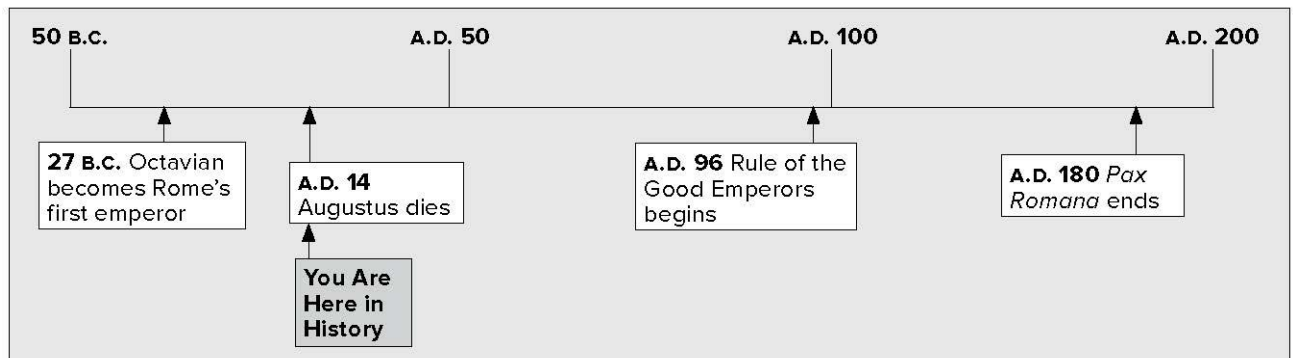 50 B.C.
A.D. 50
A.D. 100
A.D. 200
27 B.C. Octavian
becomes Rome's
first emperor
A.D. 14
Augustus dies
A.D. 96 Rule of the
Good Emperors
begins
A.D. 180 Pax
Romana ends
You Are
Here in
History